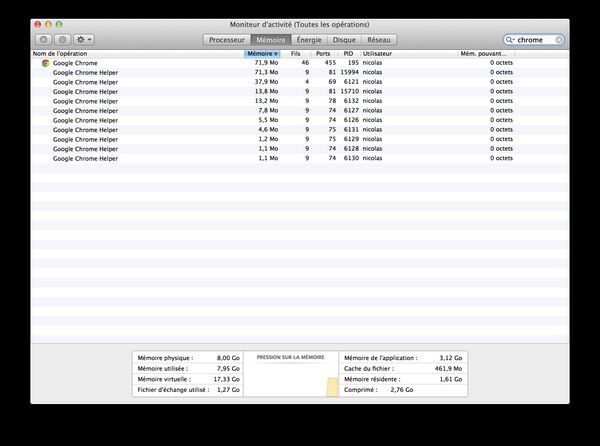 Moniteur d'activité (Toutes les opérations)
Processeur Mémoire Énergie Disque Réseau chrome
Nom de l'opération Mémoire Fils Ports PID Utilisateur Mém. pouvant...
Google Chrome 71,9 Mo 46 455 195 nicolas 0 octets
Google Chrome Helper 71,3 Mo 9 81 15994 nicolas 0 octets
Google Chrome Helper 37,9 Mo 4 69 6121 nicolas 0 octets
Google Chrome Helper 13,8 Mo 9 81 15710 nicolas 0 octets
Google Chrome Helper 13,2 Mo 9 78 6132 nicolas 0 octets
Google Chrome Helper 7,8 Mo 9 74 6127 nicolas 0 octets
Google Chrome Helper 5,5 Mo 9 74 6126 nicolas 0 octets
Google Chrome Helper 4,6 Mo 9 75 6131 nicolas 0 octets
Google Chrome Helper 1,2 Mo 9 75 6129 nicolas 0 octets
Google Chrome Helper 1,1 Mo 9 74 6128 nicolas 0 octets
Google Chrome Helper 1,1 Mo 9 74 6130 nicolas 0 octets
Mémoire physique : 8,00 Go
Mémoire utilisée : 7,95 Go
Mémoire virtuelle : 17,33 Go
Fichier d'échange utilisé : 1,27 Go
PRESSION SUR LA MÉMOIRE
Mémoire de l'application : 3,12 Go
Cache du fichier : 461,9 Mo
Mémoire résidente : 1,61 Go
Comprimé : 2,76 Go